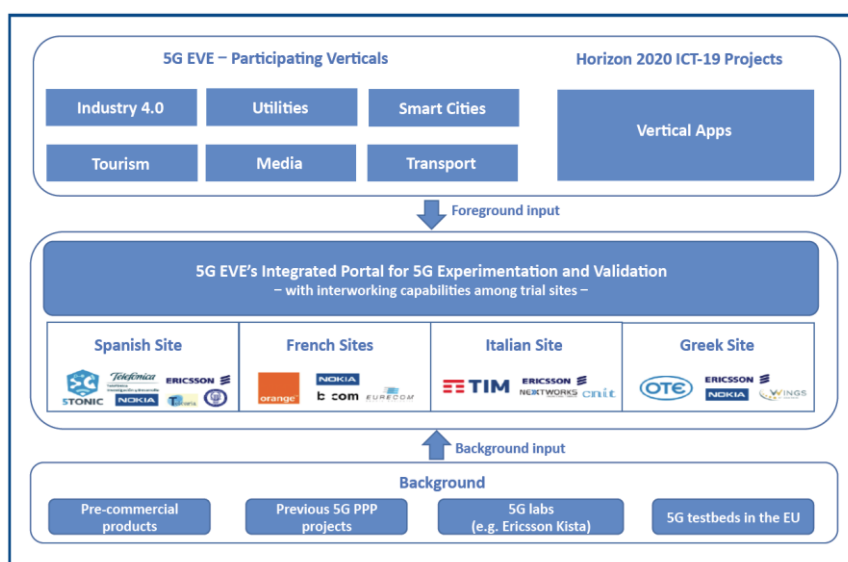 5G EVE – Participating Verticals
Horizon 2020 ICT-19 Projects
Industry 4.0
Utilities
Smart Cities
Vertical Apps
Tourism
Media
Transport
Foreground input
5G EVE's Integrated Portal for 5G Experimentation and Validation
– with interworking capabilities among trial sites –
Spanish Site
French Sites
Italian Site
Greek Site
Telefónica
ERICSSON
5TONIC
NOKIA
orange
NOKIA
b com
EURECOM
TIM
ERICSSON
NEXTWORKS
cnit
OTE
ERICSSON
NOKIA
WINGS
Background input
Background
Pre-commercial
products
Previous 5G PPP
projects
5G labs
(e.g. Ericsson Kista)
5G testbeds in the EU